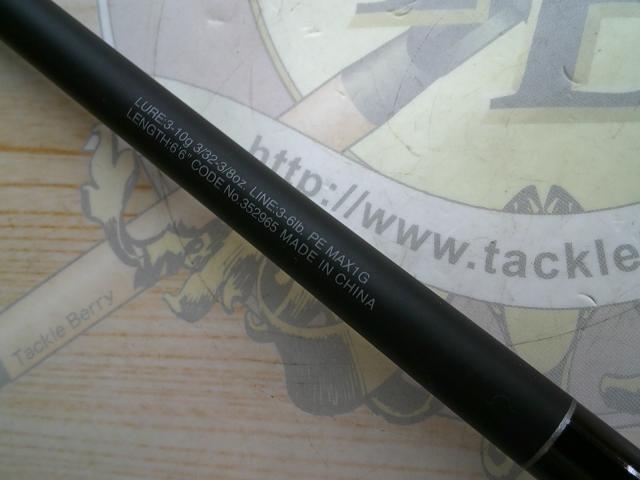 LURE:3-10g 3/32-3/8oz. LINE:3-6lb. PE MAX1G
LENGTH:6'6" CODE No.352965 MADE IN CHINA
http://www.tackle
Tackle Berry